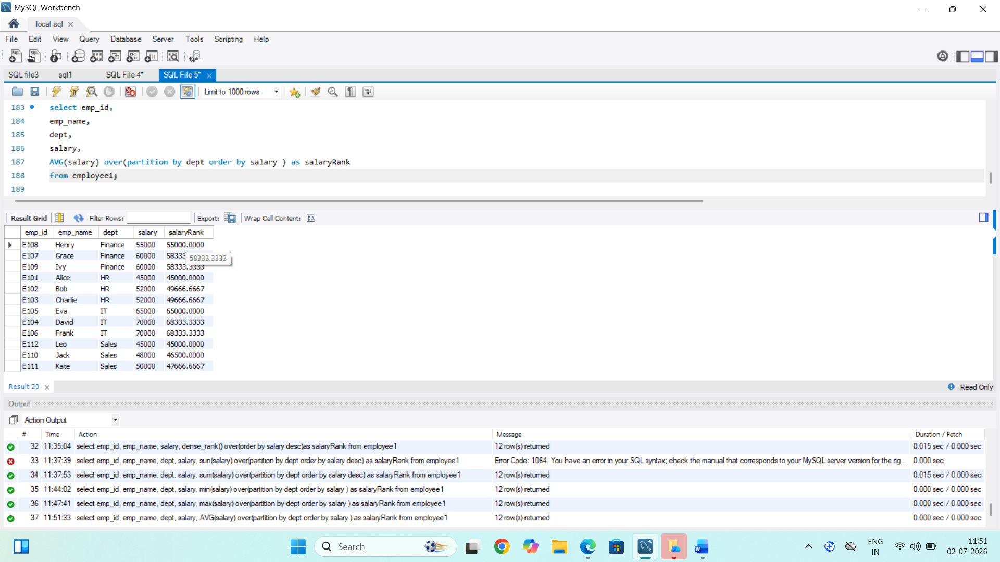 MySQL Workbench
local sql
File Edit View Query Database Server Tools Scripting Help
SQL file3 sql1 SQL File 4* SQL File 5*
Limit to 1000 rows
183 select emp_id,
184 emp_name,
185 dept,
186 salary,
187 AVG(salary) over(partition by dept order by salary ) as salaryRank
188 from employee1;
189
Result Grid Filter Rows: Export: Wrap Cell Content:
emp_id emp_name dept salary salaryRank
E108 Henry Finance 55000 55000.0000
E107 Grace Finance 60000 58333
58333.3333
E109 Ivy Finance 60000 58333.3333
E101 Alice HR 45000 45000.0000
E102 Bob HR 52000 49666.6667
E103 Charlie HR 52000 49666.6667
E105 Eva IT 65000 65000.0000
E104 David IT 70000 68333.3333
E106 Frank IT 70000 68333.3333
E112 Leo Sales 45000 45000.0000
E110 Jack Sales 48000 46500.0000
E111 Kate Sales 50000 47666.6667
Result 20 Read Only
Output
Action Output
# Time Action Message Duration / Fetch
32 11:35:04 select emp_id, emp_name, salary, dense_rank() over(order by salary desc)as salaryRank from employee1 12 row(s) returned 0.015 sec / 0.000 sec
33 11:37:39 select emp_id, emp_name, dept, salary, sun(salary) over(partition by dept order by salary desc) as salaryRank from employee1 Error Code: 1064. You have an error in your SQL syntax; check the manual that corresponds to your MySQL server version for the rig... 0.000 sec
34 11:37:53 select emp_id, emp_name, dept, salary, sum(salary) over(partition by dept order by salary desc) as salaryRank from employee1 12 row(s) returned 0.015 sec / 0.000 sec
35 11:44:02 select emp_id, emp_name, dept, salary, min(salary) over(partition by dept order by salary ) as salaryRank from employee1 12 row(s) returned 0.000 sec / 0.000 sec
36 11:47:41 select emp_id, emp_name, dept, salary, max(salary) over(partition by dept order by salary ) as salaryRank from employee1 12 row(s) returned 0.000 sec / 0.000 sec
37 11:51:33 select emp_id, emp_name, dept, salary, AVG(salary) over(partition by dept order by salary ) as salaryRank from employee1 12 row(s) returned 0.000 sec / 0.000 sec
Search
ENG
IN
11:51
02-07-2026